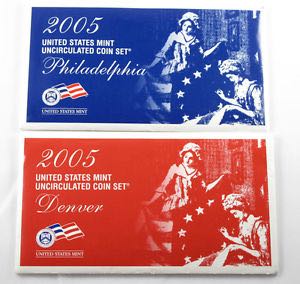 2005
UNITED STATES MINT
UNCIRCULATED COIN SET®
Philadelphia
UNITED STATES MINT
2005
UNITED STATES MINT
UNCIRCULATED COIN SET®
Denver
UNITED STATES MINT